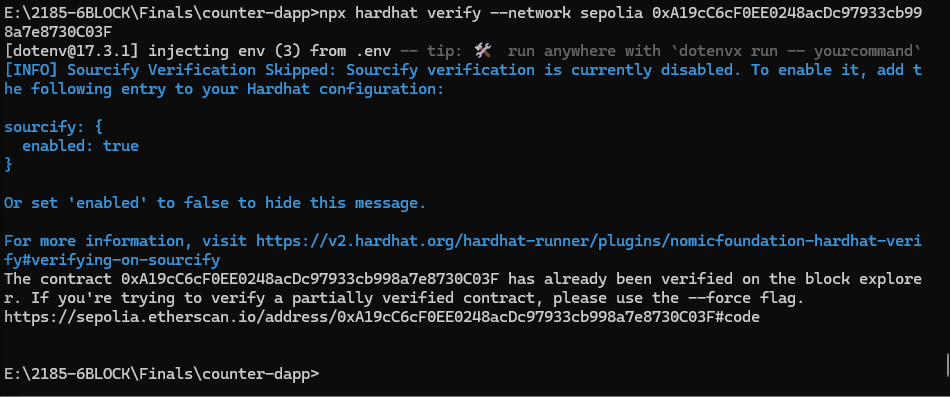 E:\2185-6BLOCK\Finals\counter-dapp>npx hardhat verify --network sepolia 0xA19cC6cF0EE0248acDc97933cb99
8a7e8730C03F
[dotenv@17.3.1] injecting env (3) from .env -- tip: 🛠️ run anywhere with `dotenvx run -- yourcommand`
[INFO] Sourcify Verification Skipped: Sourcify verification is currently disabled. To enable it, add t
he following entry to your Hardhat configuration:
sourcify: {
  enabled: true
}
Or set 'enabled' to false to hide this message.
For more information, visit https://v2.hardhat.org/hardhat-runner/plugins/nomicfoundation-hardhat-veri
fy#verifying-on-sourcify
The contract 0xA19cC6cF0EE0248acDc97933cb998a7e8730C03F has already been verified on the block explore
r. If you're trying to verify a partially verified contract, please use the --force flag.
https://sepolia.etherscan.io/address/0xA19cC6cF0EE0248acDc97933cb998a7e8730C03F#code
E:\2185-6BLOCK\Finals\counter-dapp>